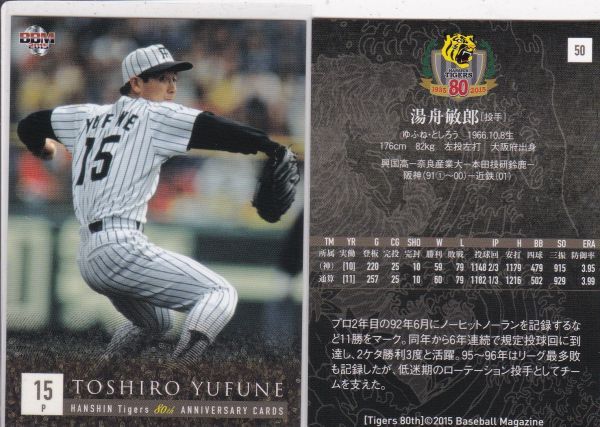 BBM
2015
YUFUNE
15
15
P
TOSHIRO YUFUNE
HANSHIN Tigers 80th ANNIVERSARY CARDS
50
HANSHIN
TIGERS
1935 80 2015
湯舟敏郎[投手]
ゆふね・としろう 1966.10.8生
176cm 82kg 左投左打 大阪府出身
興国高ー奈良産業大ー本田技研鈴鹿ー
阪神(91①〜00)ー近鉄(01)
TM YR G CG SHO W L IP H BB SO ERA
所属 実働 登板 完投 完封 勝利 敗戦 投球回 安打 四球 三振 防御率
(神) [10] 220 25 10 59 79 1148 2/3 1179 479 915 3.95
通算 [11] 257 25 10 60 79 1182 1/3 1216 502 929 3.99
プロ2年目の92年6月にノーヒットノーランを記録するな
ど11勝をマーク。同年から6年連続で規定投球回に到
達し、2ケタ勝利3度と活躍。95〜96年はリーグ最多敗
も記録したが、低迷期のローテーション投手としてチー
ムを支えた。
[Tigers 80th]©2015 Baseball Magazine